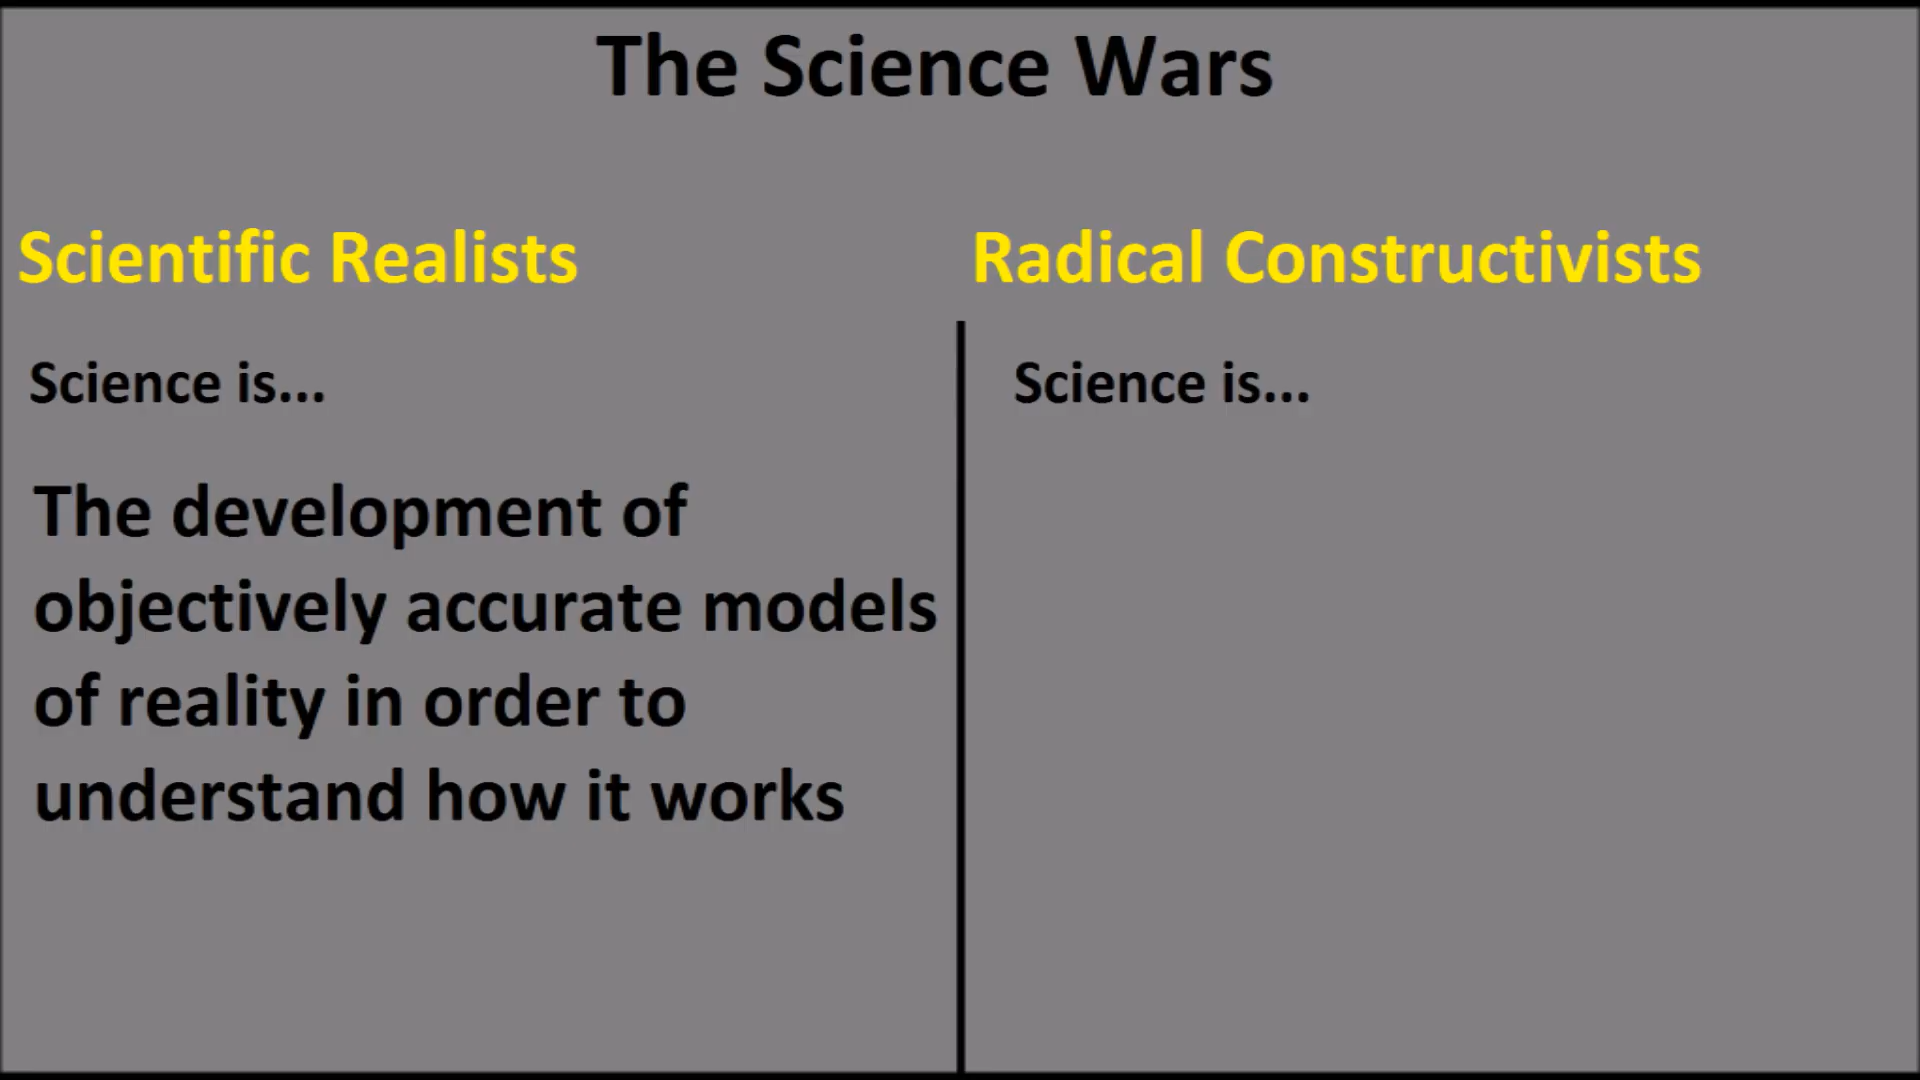 The Science Wars
Scientific Realists
Radical Constructivists
Science is...
Science is...
The development of
objectively accurate models
of reality in order to
understand how it works